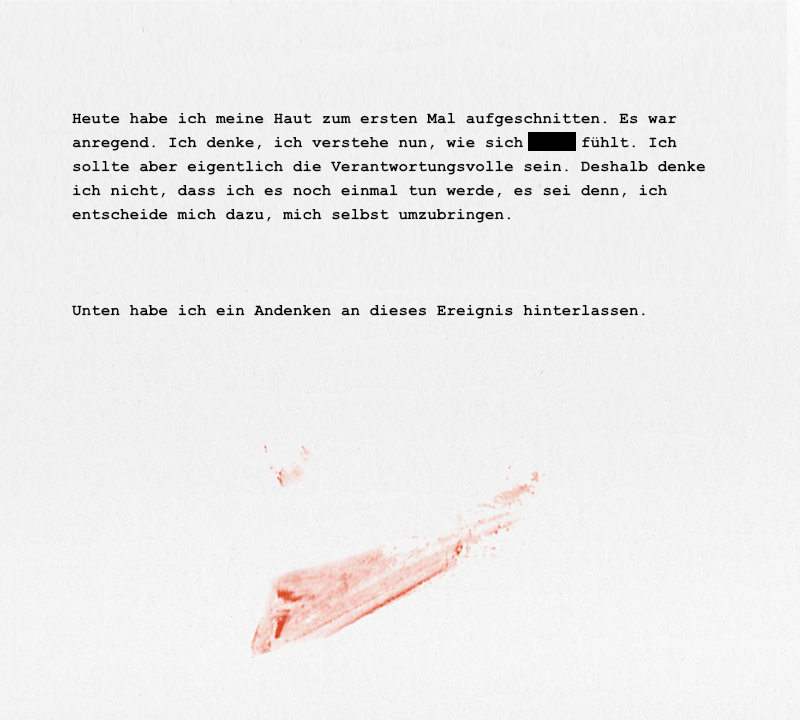 Heute habe ich meine Haut zum ersten Mal aufgeschnitten. Es war
anregend. Ich denke, ich verstehe nun, wie sich fühlt. Ich
sollte aber eigentlich die Verantwortungsvolle sein. Deshalb denke
ich nicht, dass ich es noch einmal tun werde, es sei denn, ich
entscheide mich dazu, mich selbst umzubringen.
Unten habe ich ein Andenken an dieses Ereignis hinterlassen.